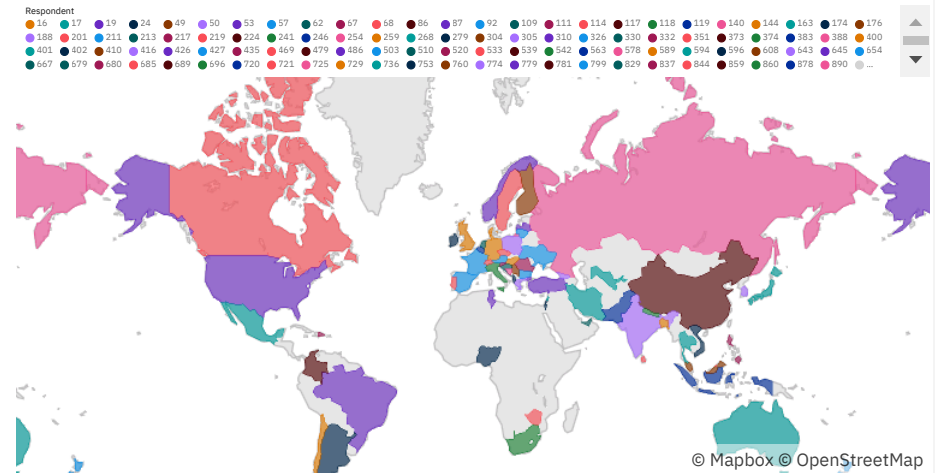 Respondent
16 17 19 24 49 50 53 57 62 67 68 86 87 92 109 111 114 117 118 119 140 144 163 174 176
188 201 211 213 217 219 224 241 246 254 259 268 279 304 305 310 326 330 332 351 373 374 383 388 400
401 402 410 416 426 427 435 469 479 486 503 510 520 533 539 542 563 578 589 594 596 608 643 645 654
667 679 680 685 689 696 720 721 725 729 736 753 760 774 779 781 799 829 837 844 859 860 878 890 ...
© Mapbox © OpenStreetMap